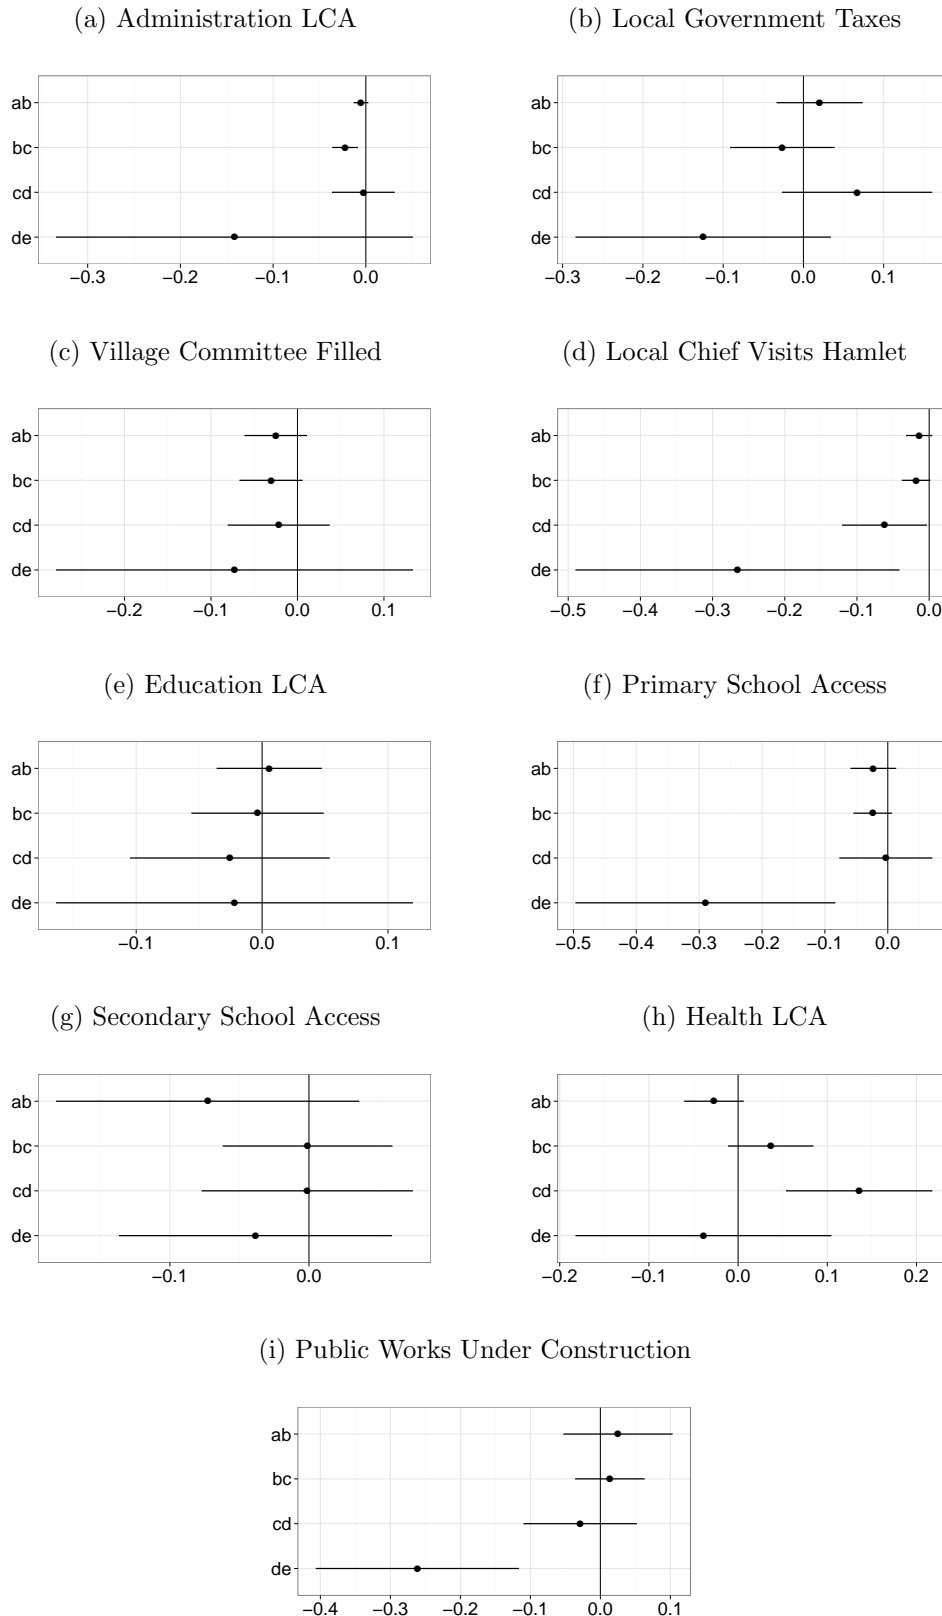 (a) Administration LCA
ab
bc
cd
de
−0.3 −0.2 −0.1 0.0
(b) Local Government Taxes
ab
bc
cd
de
−0.3 −0.2 −0.1 0.0 0.1
(c) Village Committee Filled
ab
bc
cd
de
−0.2 −0.1 0.0 0.1
(d) Local Chief Visits Hamlet
ab
bc
cd
de
−0.5 −0.4 −0.3 −0.2 −0.1 0.0
(e) Education LCA
ab
bc
cd
de
−0.1 0.0 0.1
(f) Primary School Access
ab
bc
cd
de
−0.5 −0.4 −0.3 −0.2 −0.1 0.0
(g) Secondary School Access
ab
bc
cd
de
−0.1 0.0
(h) Health LCA
ab
bc
cd
de
−0.2 −0.1 0.0 0.1 0.2
(i) Public Works Under Construction
ab
bc
cd
de
−0.4 −0.3 −0.2 −0.1 0.0 0.1